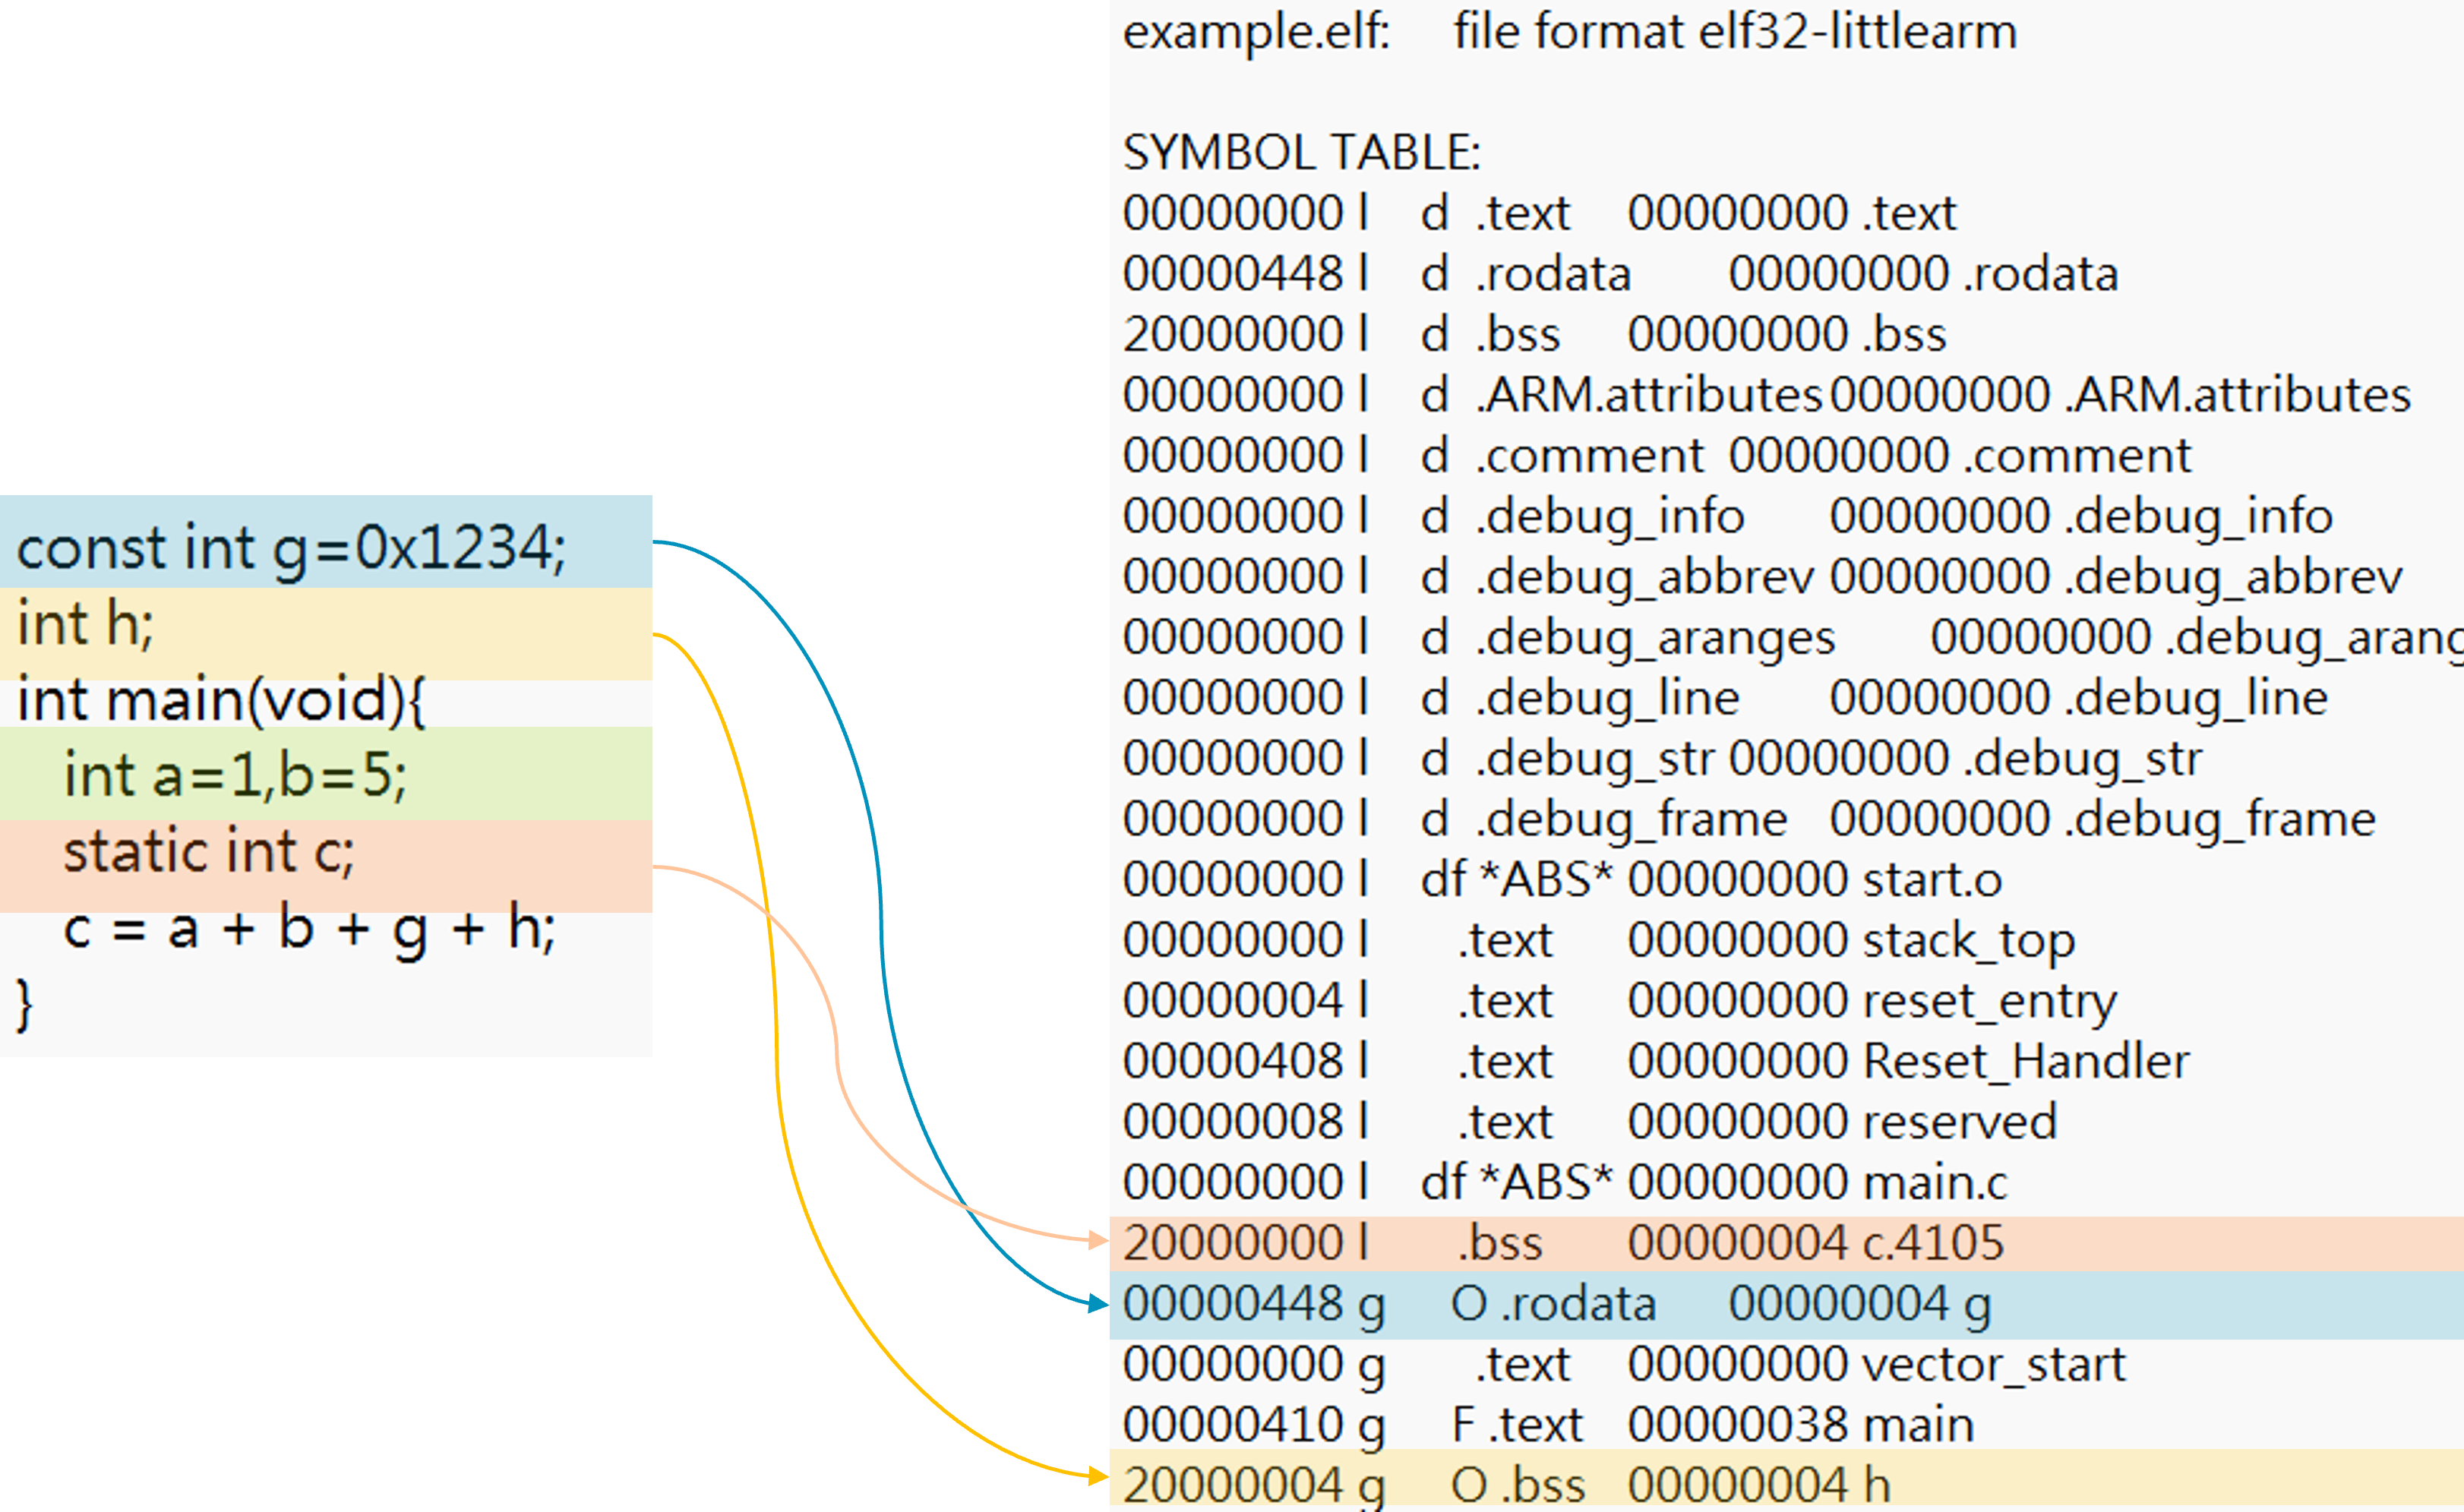 const int g=0x1234;
int h;
int main(void){
int a=1,b=5;
static int c;
c = a + b + g + h;
}
example.elf: file format elf32-littlearm
SYMBOL TABLE:
00000000 l d .text 00000000 .text
00000448 l d .rodata 00000000 .rodata
20000000 l d .bss 00000000 .bss
00000000 l d .ARM.attributes 00000000 .ARM.attributes
00000000 l d .comment 00000000 .comment
00000000 l d .debug_info 00000000 .debug_info
00000000 l d .debug_abbrev 00000000 .debug_abbrev
00000000 l d .debug_aranges 00000000 .debug_arang
00000000 l d .debug_line 00000000 .debug_line
00000000 l d .debug_str 00000000 .debug_str
00000000 l d .debug_frame 00000000 .debug_frame
00000000 l df *ABS* 00000000 start.o
00000000 l .text 00000000 stack_top
00000004 l .text 00000000 reset_entry
00000408 l .text 00000000 Reset_Handler
00000008 l .text 00000000 reserved
00000000 l df *ABS* 00000000 main.c
20000000 l .bss 00000004 c.4105
00000448 g O .rodata 00000004 g
00000000 g .text 00000000 vector_start
00000410 g F .text 00000038 main
20000004 g O .bss 00000004 h